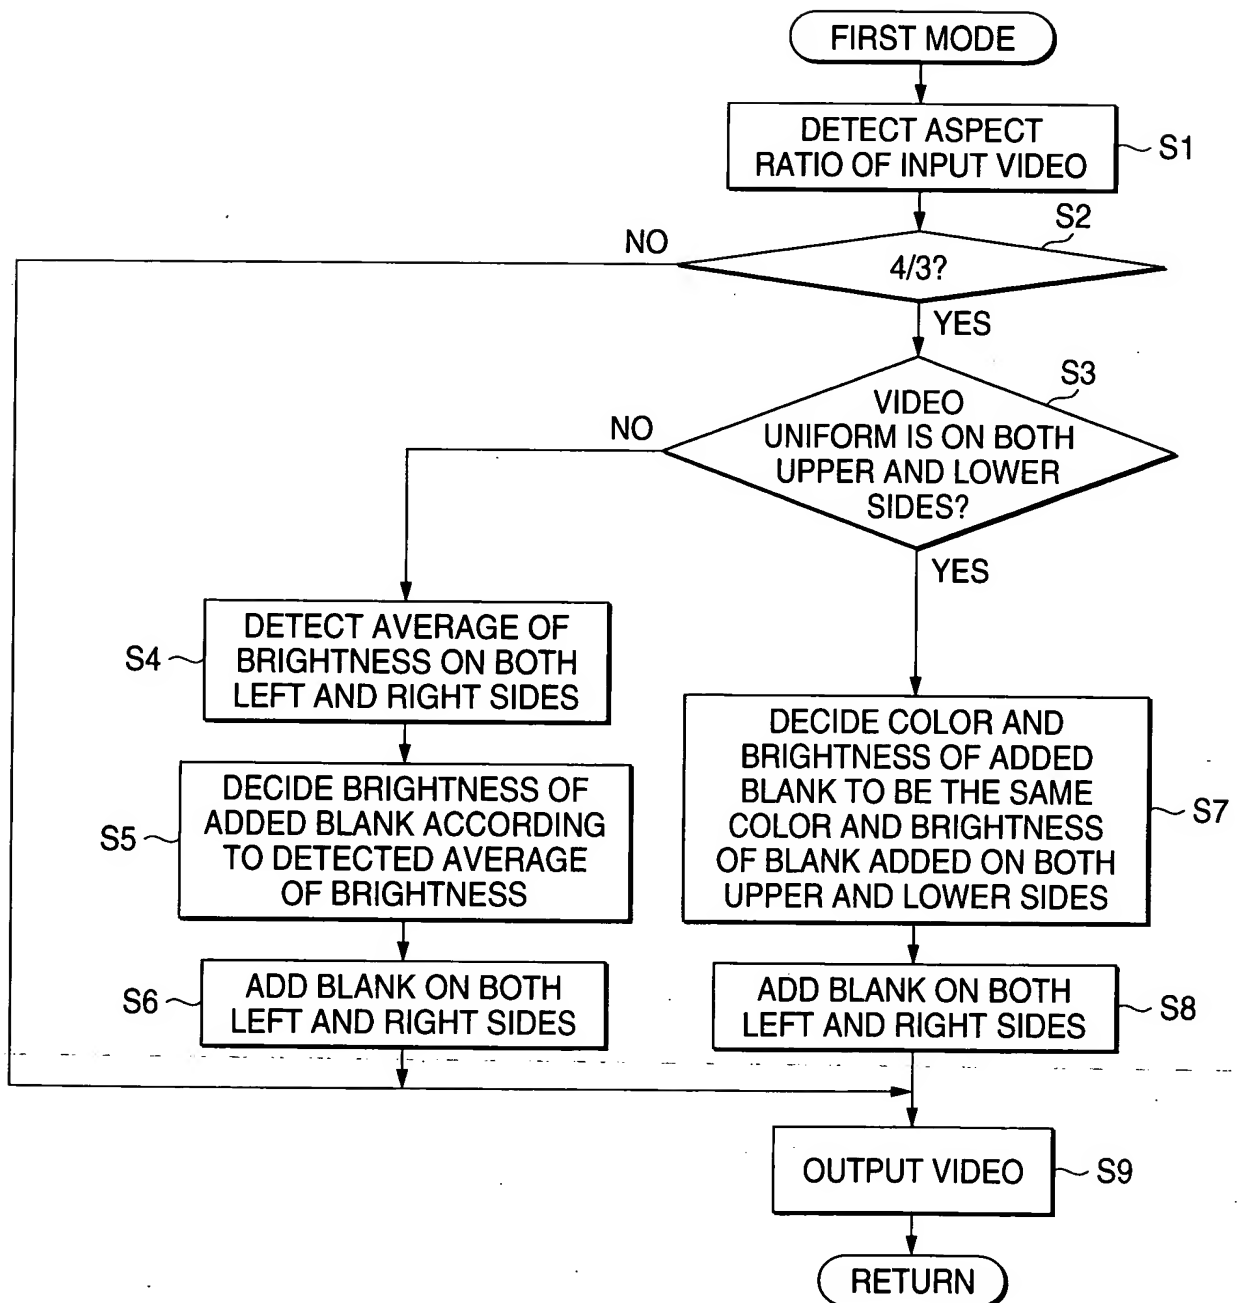 FIRST MODE
DETECT ASPECT
RATIO OF INPUT VIDEO
S1
S2
NO
4/3?
YES
S3
NO
VIDEO
UNIFORM IS ON BOTH
UPPER AND LOWER
SIDES?
YES
S4
DETECT AVERAGE OF
BRIGHTNESS ON BOTH
LEFT AND RIGHT SIDES
S5
DECIDE BRIGHTNESS OF
ADDED BLANK ACCORDING
TO DETECTED AVERAGE
OF BRIGHTNESS
S6
ADD BLANK ON BOTH
LEFT AND RIGHT SIDES
DECIDE COLOR AND
BRIGHTNESS OF ADDED
BLANK TO BE THE SAME
COLOR AND BRIGHTNESS
OF BLANK ADDED ON BOTH
UPPER AND LOWER SIDES
S7
ADD BLANK ON BOTH
LEFT AND RIGHT SIDES
S8
OUTPUT VIDEO
S9
RETURN